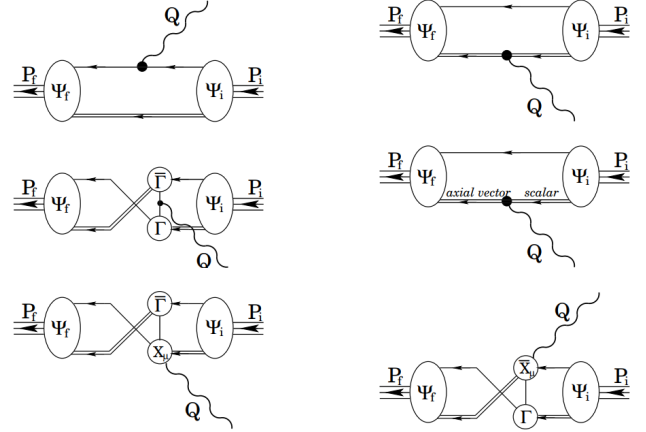 Q
P_f Ψ_f Ψ_i P_i
P_f Ψ_f Ψ_i P_i
Q
P_f Ψ_f Γ̅ Γ Ψ_i P_i
Q
P_f Ψ_f axial vector scalar Ψ_i P_i
Q
P_f Ψ_f Γ̅ X_μ Ψ_i P_i
Q
Q
P_f Ψ_f X̅_μ Γ Ψ_i P_i